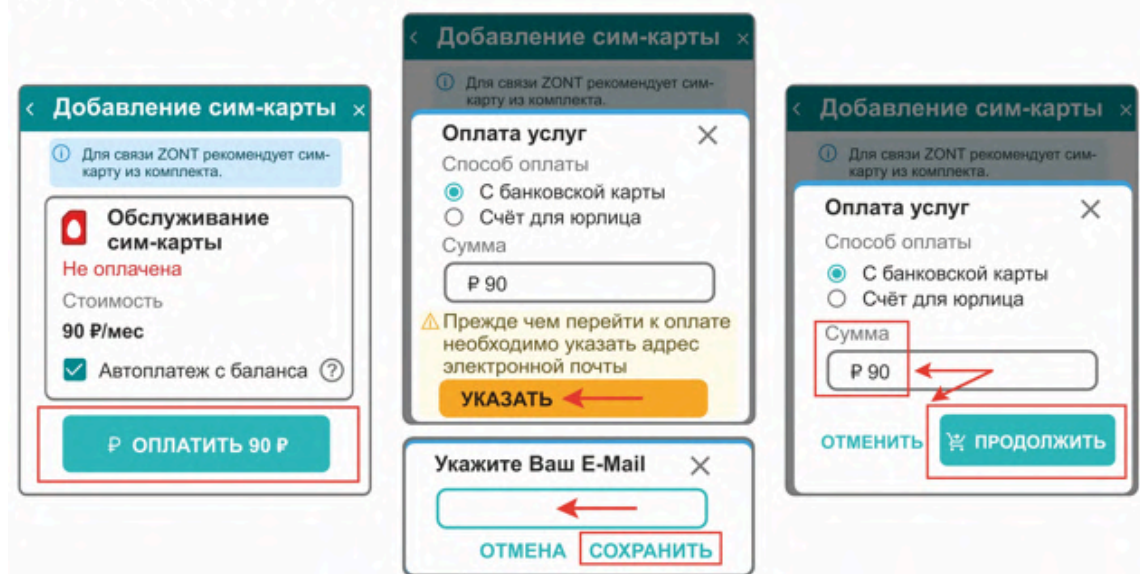 < Добавление сим-карты ×
Для связи ZONT рекомендует сим-
карту из комплекта.
Обслуживание
сим-карты
Не оплачена
Стоимость
90 ₽/мес
Автоплатеж с баланса ?
₽ ОПЛАТИТЬ 90 ₽
< Добавление сим-карты ×
Для связи ZONT рекомендует сим-
карту из комплекта.
Оплата услуг
Способ оплаты
С банковской карты
Счёт для юрлица
Сумма
₽ 90
Прежде чем перейти к оплате
необходимо указать адрес
электронной почты
УКАЗАТЬ
Укажите Ваш E-Mail
ОТМЕНА СОХРАНИТЬ
< Добавление сим-карты ×
Для связи ZONT рекомендует сим-
карту из комплекта.
Оплата услуг
Способ оплаты
С банковской карты
Счёт для юрлица
Сумма
₽ 90
ОТМЕНИТЬ ПРОДОЛЖИТЬ